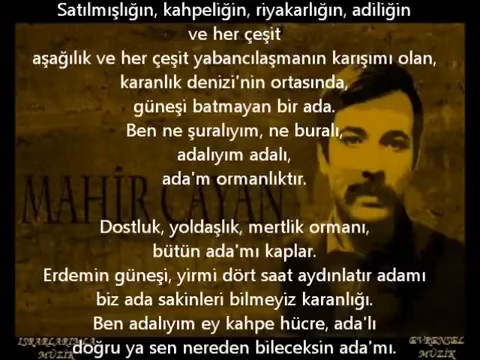 Satılmışlığın, kahpeliğin, riyakarlığın, adiliğin
ve her çeşit
aşağılık ve her çeşit yabancılaşmanın karışımı olan,
karanlık denizi'nin ortasında,
güneşi batmayan bir ada.
Ben ne şuralıyım, ne buralı,
adalıyım adalı,
ada'm ormanlıktır.
MAHİR ÇAYAN
Dostluk, yoldaşlık, mertlik ormanı,
bütün ada'mı kaplar.
Erdemin güneşi, yirmi dört saat aydınlatır adamı
biz ada sakinleri bilmeyiz karanlığı.
Ben adalıyım ey kahpe hücre, ada'lı
doğru ya sen nereden bileceksin ada'mı.
ISRARLARIMLA
MÜZİK
EVRENSEL
MÜZİK